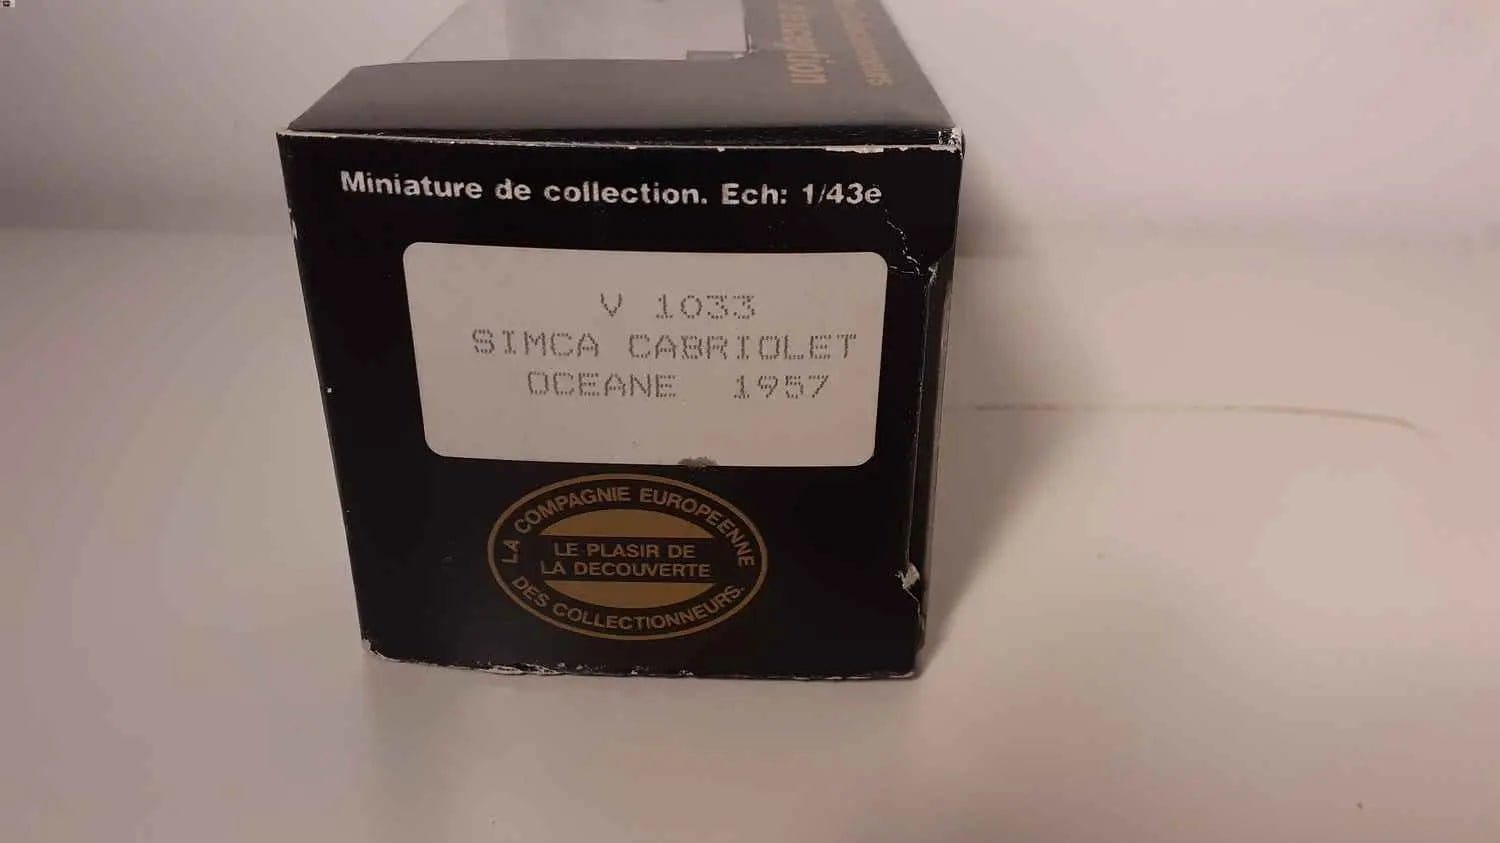 Miniature de collection. Ech: 1/43e
V 1033
SIMCA CABRIOLET
OCEANE 1957
LA COMPAGNIE EUROPEENNE
LE PLASIR DE
LA DECOUVERTE
DES COLLECTIONNEURS.